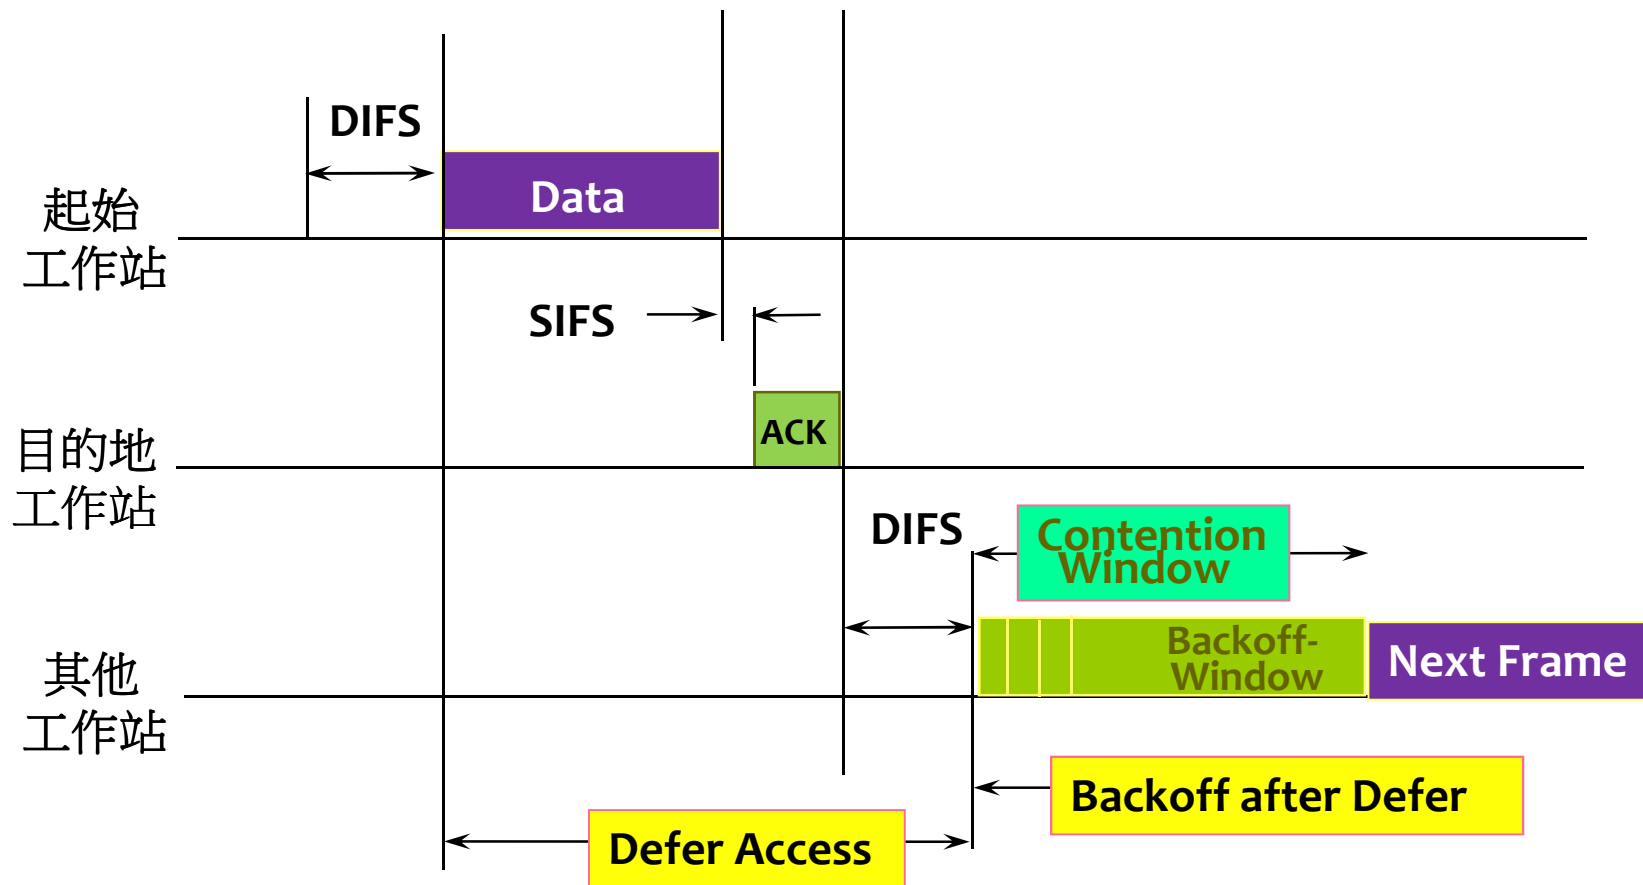 DIFS
Data
起始
工作站
SIFS
ACK
目的地
工作站
DIFS
Contention
Window
Backoff-
Window
Next Frame
其他
工作站
Backoff after Defer
Defer Access